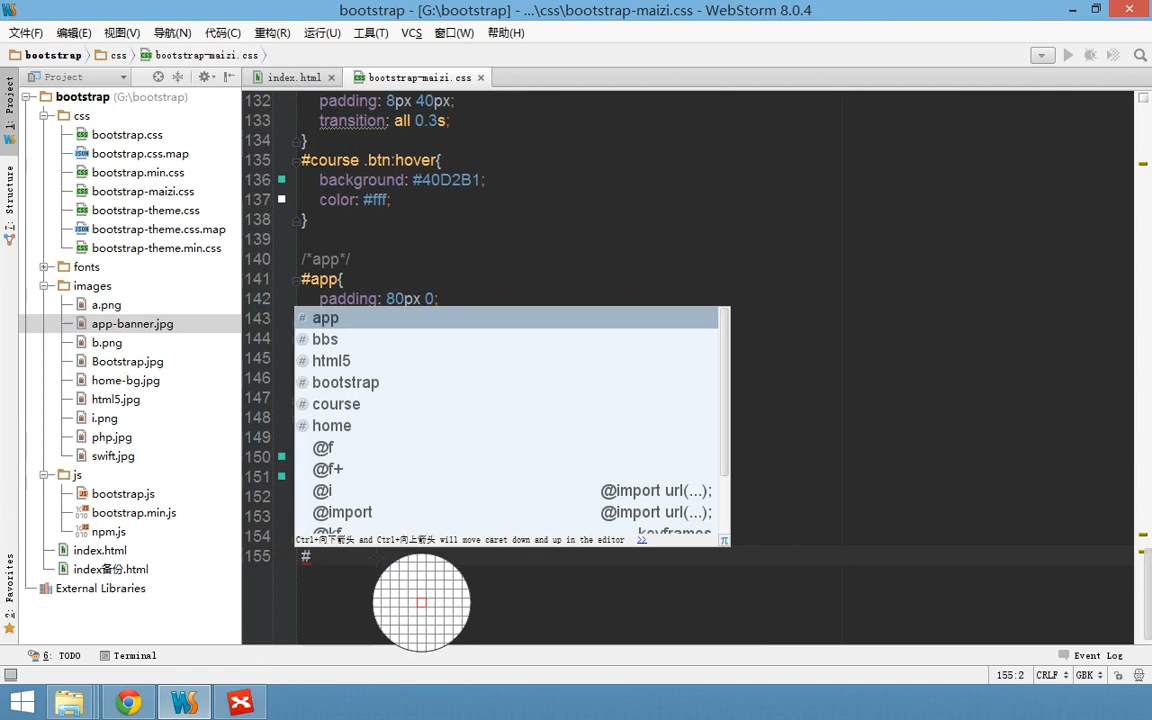 bootstrap - [G:\bootstrap] - ...\css\bootstrap-maizi.css - WebStorm 8.0.4
文件(F) 编辑(E) 视图(V) 导航(N) 代码(C) 重构(R) 运行(U) 工具(T) VCS 窗口(W) 帮助(H)
bootstrap css bootstrap-maizi.css
Project
index.html
bootstrap-maizi.css
1: Project
7: Structure
2: Favorites
bootstrap (G:\bootstrap)
css
bootstrap.css
bootstrap.css.map
bootstrap.min.css
bootstrap-maizi.css
bootstrap-theme.css
bootstrap-theme.css.map
bootstrap-theme.min.css
fonts
images
a.png
app-banner.jpg
b.png
Bootstrap.jpg
home-bg.jpg
html5.jpg
i.png
php.jpg
swift.jpg
js
bootstrap.js
bootstrap.min.js
npm.js
index.html
index备份.html
External Libraries
132 padding: 8px 40px;
133 transition: all 0.3s;
134 }
135 #course .btn:hover{
136 background: #40D2B1;
137 color: #fff;
138 }
139
140 /*app*/
141 #app{
142 padding: 80px 0;
143
144
145
146
147
148
149
150
151
152
153
154
155 #
# app
# bbs
# html5
# bootstrap
# course
# home
@f
@f+
@i @import url(...);
@import @import url(...);
@kf keyframes
Ctrl+向下箭头 and Ctrl+向上箭头 will move caret down and up in the editor >>
π
6: TODO Terminal Event Log
155:2 CRLF GBK